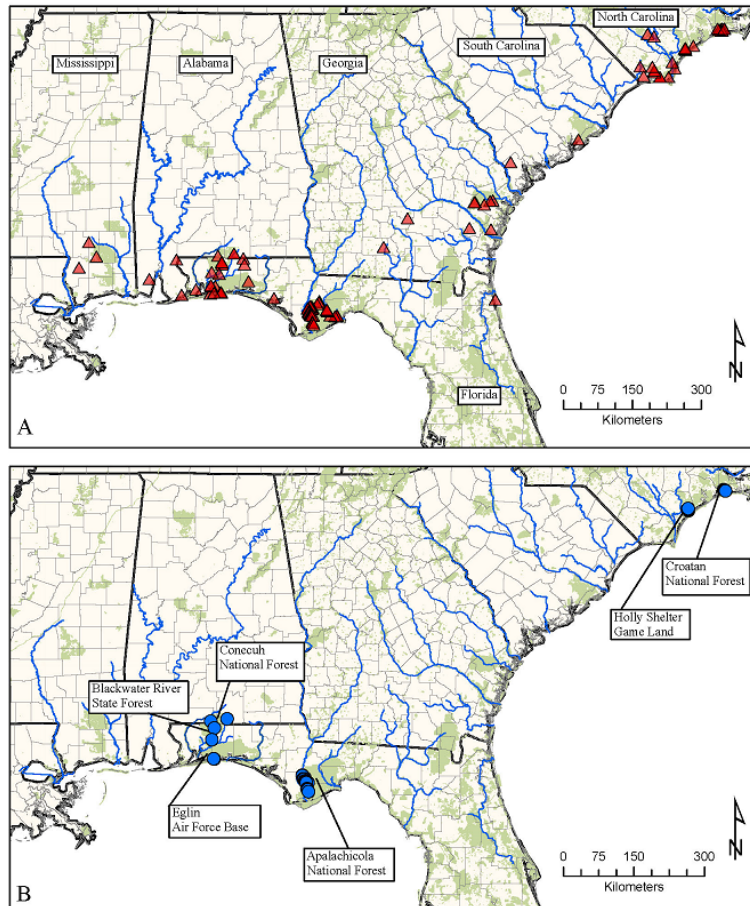 North Carolina
South Carolina
Georgia
Alabama
Mississippi
Florida
N
0 75 150 300
Kilometers
A
Croatan
National Forest
Holly Shelter
Game Land
Conecuh
National Forest
Blackwater River
State Forest
Eglin
Air Force Base
Apalachicola
National Forest
N
0 75 150 300
Kilometers
B